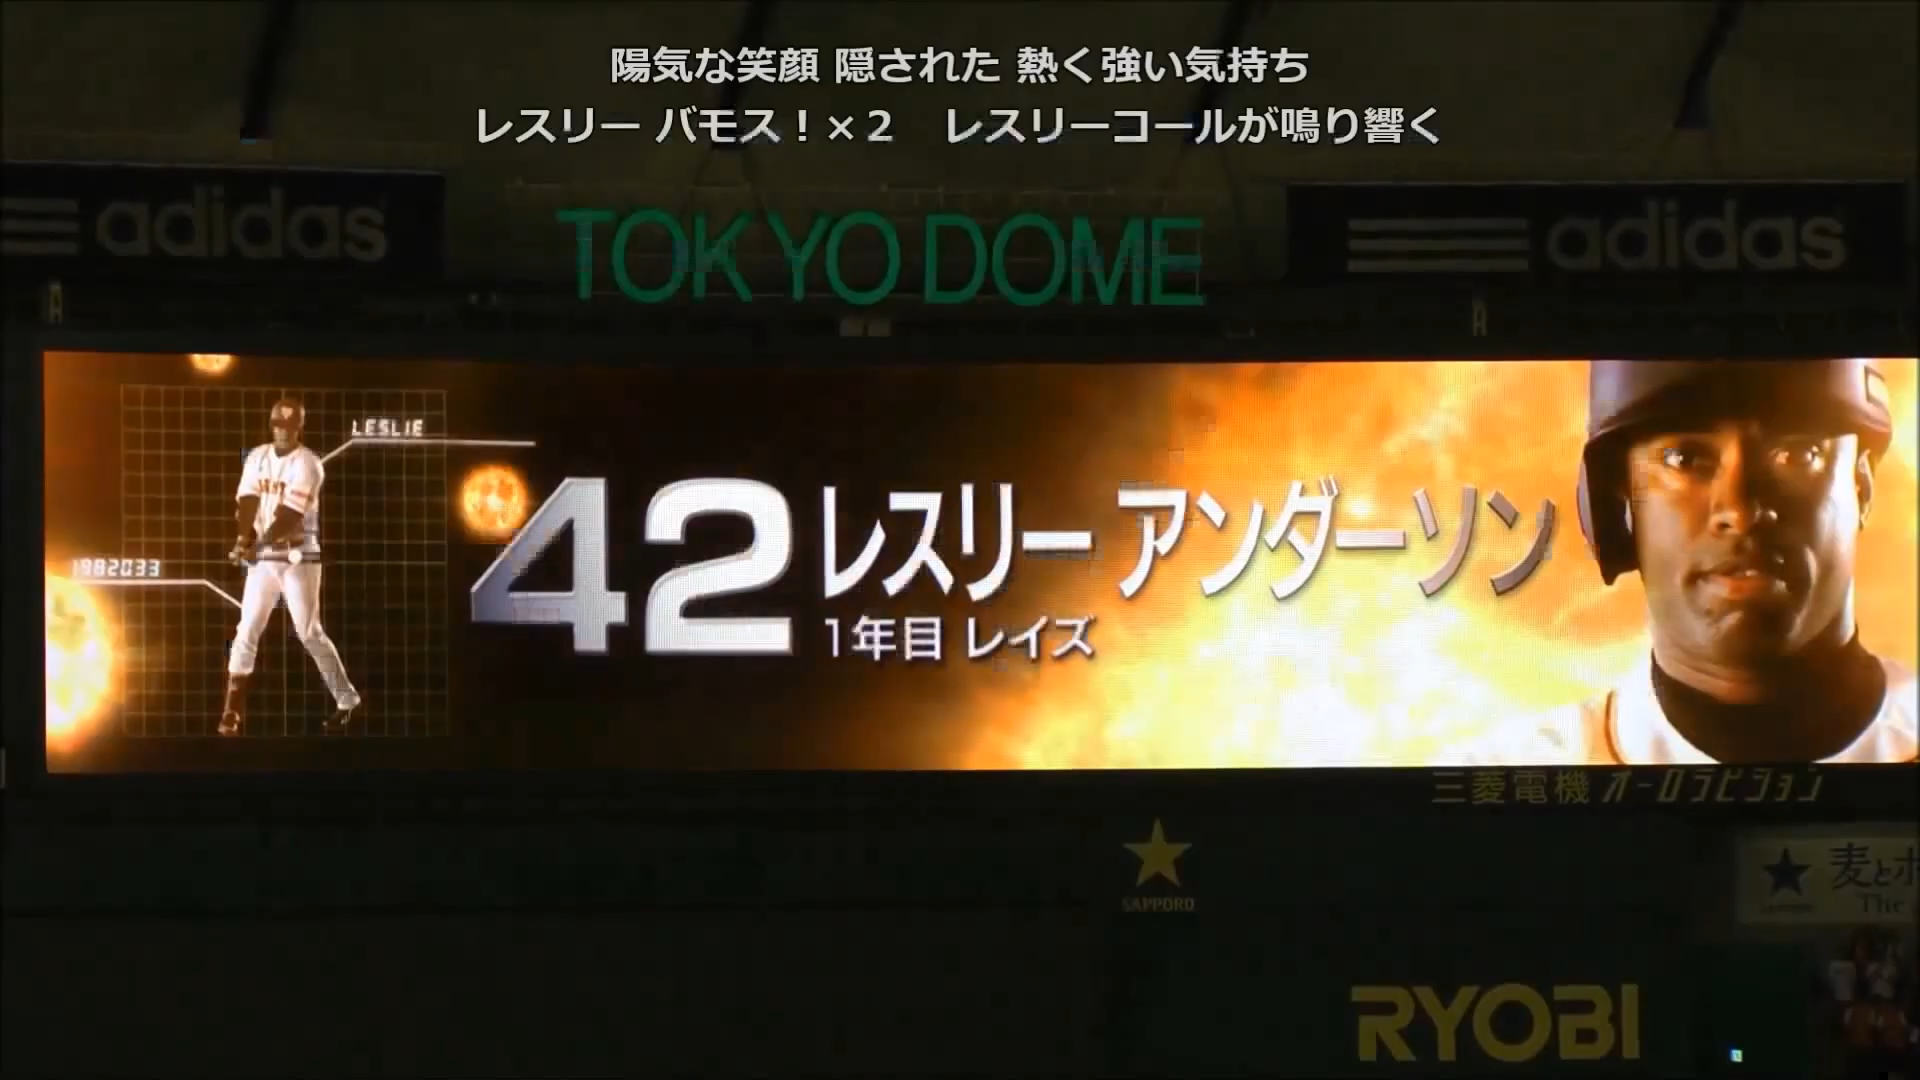 陽気な笑顔 隠された 熱く強い気持ち
レスリー バモス！×２　レスリーコールが鳴り響く
adidas
TOKYO DOME
adidas
LESLIE
1982033
42 レスリー アンダーソン
1年目 レイズ
三菱電機 オーロラビジョン
SAPPORO
麦とホ
The
RYOBI